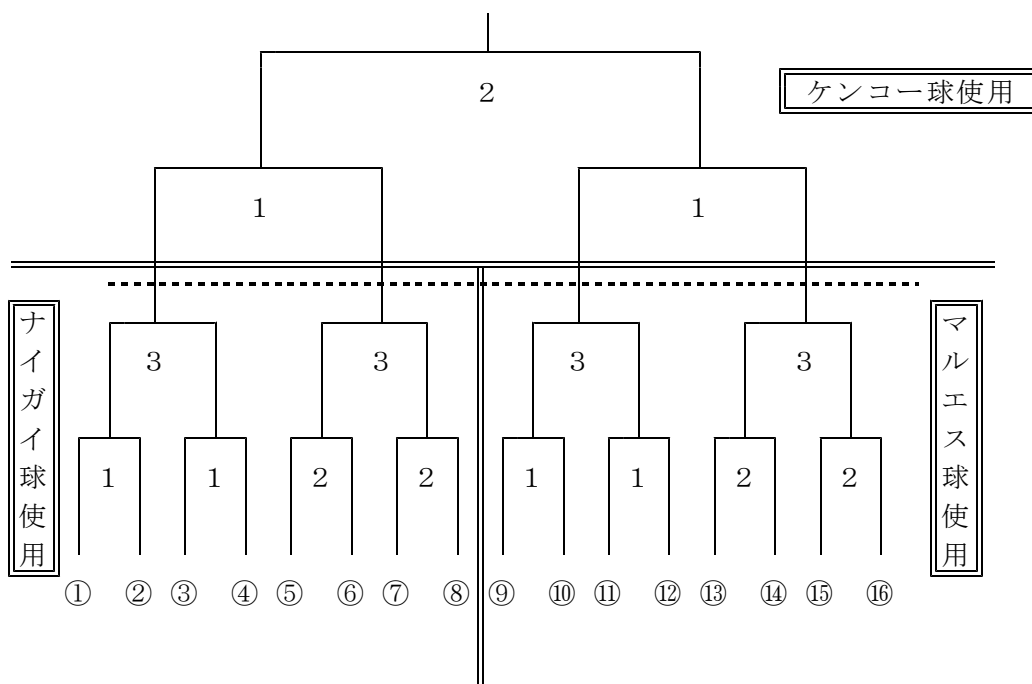 2
ケンコー球使用
1 1
ナイガイ球使用
マルエス球使用
3 3 3 3
1 1 2 2 1 1 2 2
① ② ③ ④ ⑤ ⑥ ⑦ ⑧ ⑨ ⑩ ⑪ ⑫ ⑬ ⑭ ⑮ ⑯